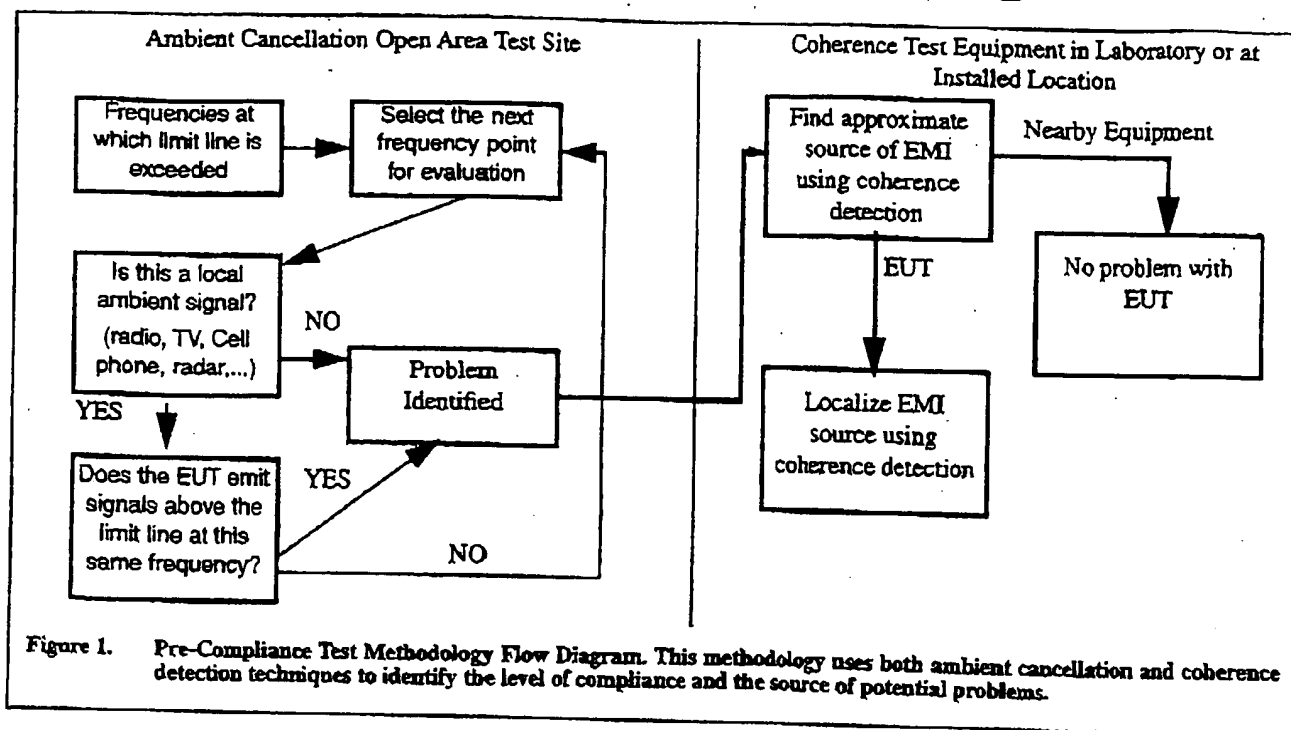 Ambient Cancellation Open Area Test Site
Frequencies at
which limit line is
exceeded
Select the next
frequency point
for evaluation
Is this a local
ambient signal?
(radio, TV, Cell
phone, radar,...)
NO
YES
Problem
Identified
Does the EUT emit
signals above the
limit line at this
same frequency?
YES
NO
Coherence Test Equipment in Laboratory or at
Installed Location
Find approximate
source of EMI
using coherence
detection
Nearby Equipment
EUT
No problem with
EUT
Localize EMI
source using
coherence detection
Figure 1. Pre-Compliance Test Methodology Flow Diagram. This methodology uses both ambient cancellation and coherence
detection techniques to identify the level of compliance and the source of potential problems.